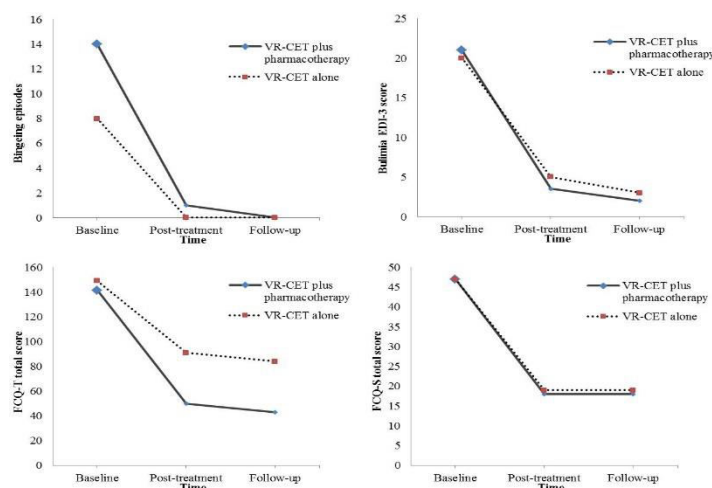 Bingeing episodes
16
14
12
10
8
6
4
2
0
VR-CET plus
pharmacotherapy
VR-CET alone
Baseline Post-treatment Follow-up
Time
Bulimia EDI-3 score
25
20
15
10
5
0
VR-CET plus
pharmacotherapy
VR-CET alone
Baseline Post-treatment Follow-up
Time
FCQ-T total score
160
140
120
100
80
60
40
20
0
VR-CET plus
pharmacotherapy
VR-CET alone
Baseline Post-treatment Follow-up
Time
FCQ-S total score
50
45
40
35
30
25
20
15
10
5
0
VR-CET plus
pharmacotherapy
VR-CET alone
Baseline Post-treatment Follow-up
Time